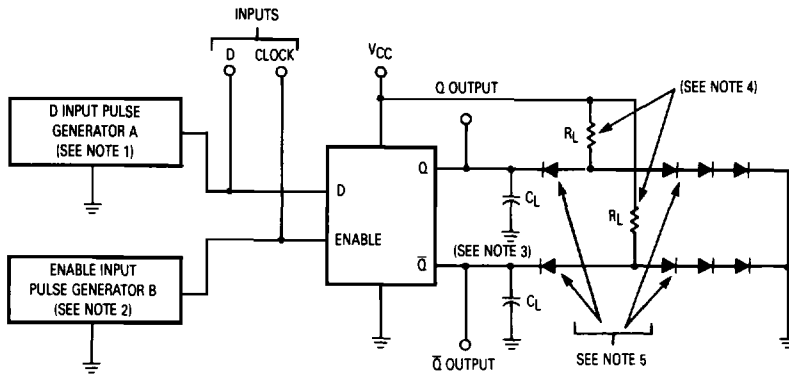 INPUTS
D CLOCK
VCC
Q OUTPUT
(SEE NOTE 4)
D INPUT PULSE
GENERATOR A
(SEE NOTE 1)
RL
Q
D
CL
RL
ENABLE
(SEE NOTE 3)
Q̅
ENABLE INPUT
PULSE GENERATOR B
(SEE NOTE 2)
CL
Q̅ OUTPUT
SEE NOTE 5